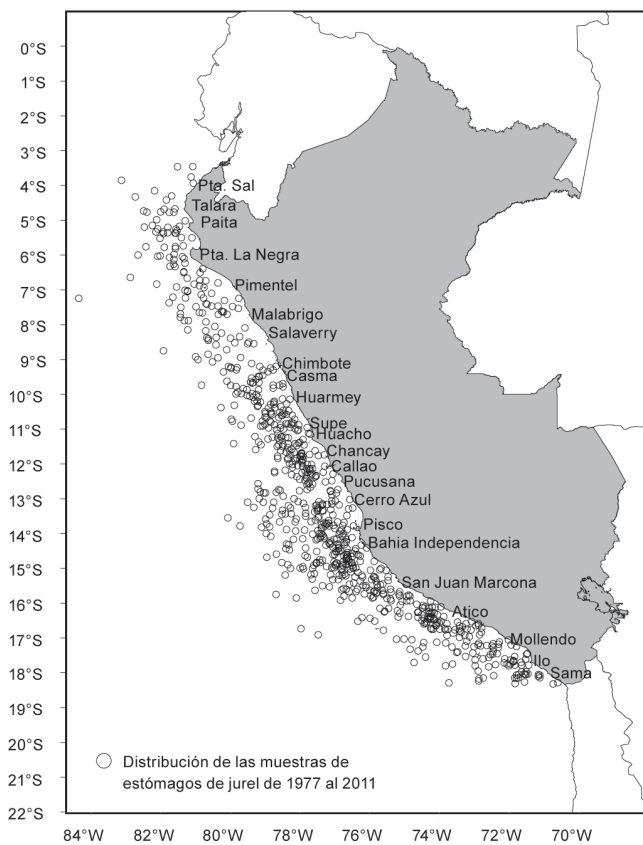 0°S
1°S
2°S
3°S
4°S
5°S
6°S
7°S
8°S
9°S
10°S
11°S
12°S
13°S
14°S
15°S
16°S
17°S
18°S
19°S
20°S
21°S
22°S
Pta. Sal
Talara
Paita
Pta. La Negra
Pimentel
Malabrigo
Salaverry
Chimbote
Casma
Huarmey
Supe
Huacho
Chancay
Callao
Pucusana
Cerro Azul
Pisco
Bahia Independencia
San Juan Marcona
Atico
Mollendo
Ilo
Sama
Distribución de las muestras de
estómagos de jurel de 1977 al 2011
84°W 82°W 80°W 78°W 76°W 74°W 72°W 70°W